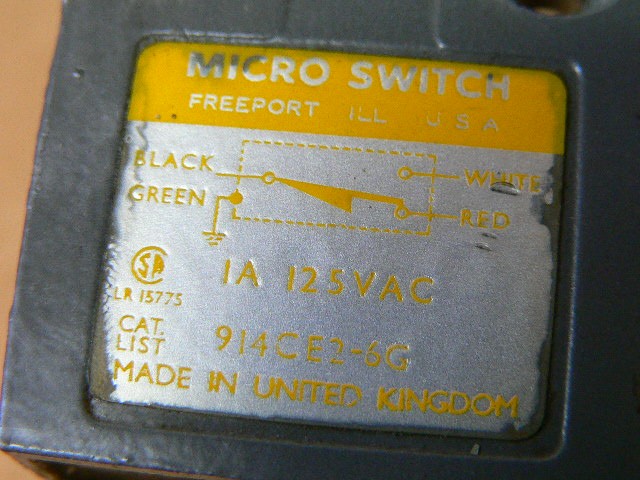 MICRO SWITCH
FREEPORT ILL U S A
BLACK
WHITE
GREEN
RED
SA
LR 15775
1A 125VAC
CAT.
LIST
914CE2-6G
MADE IN UNITED KINGDOM